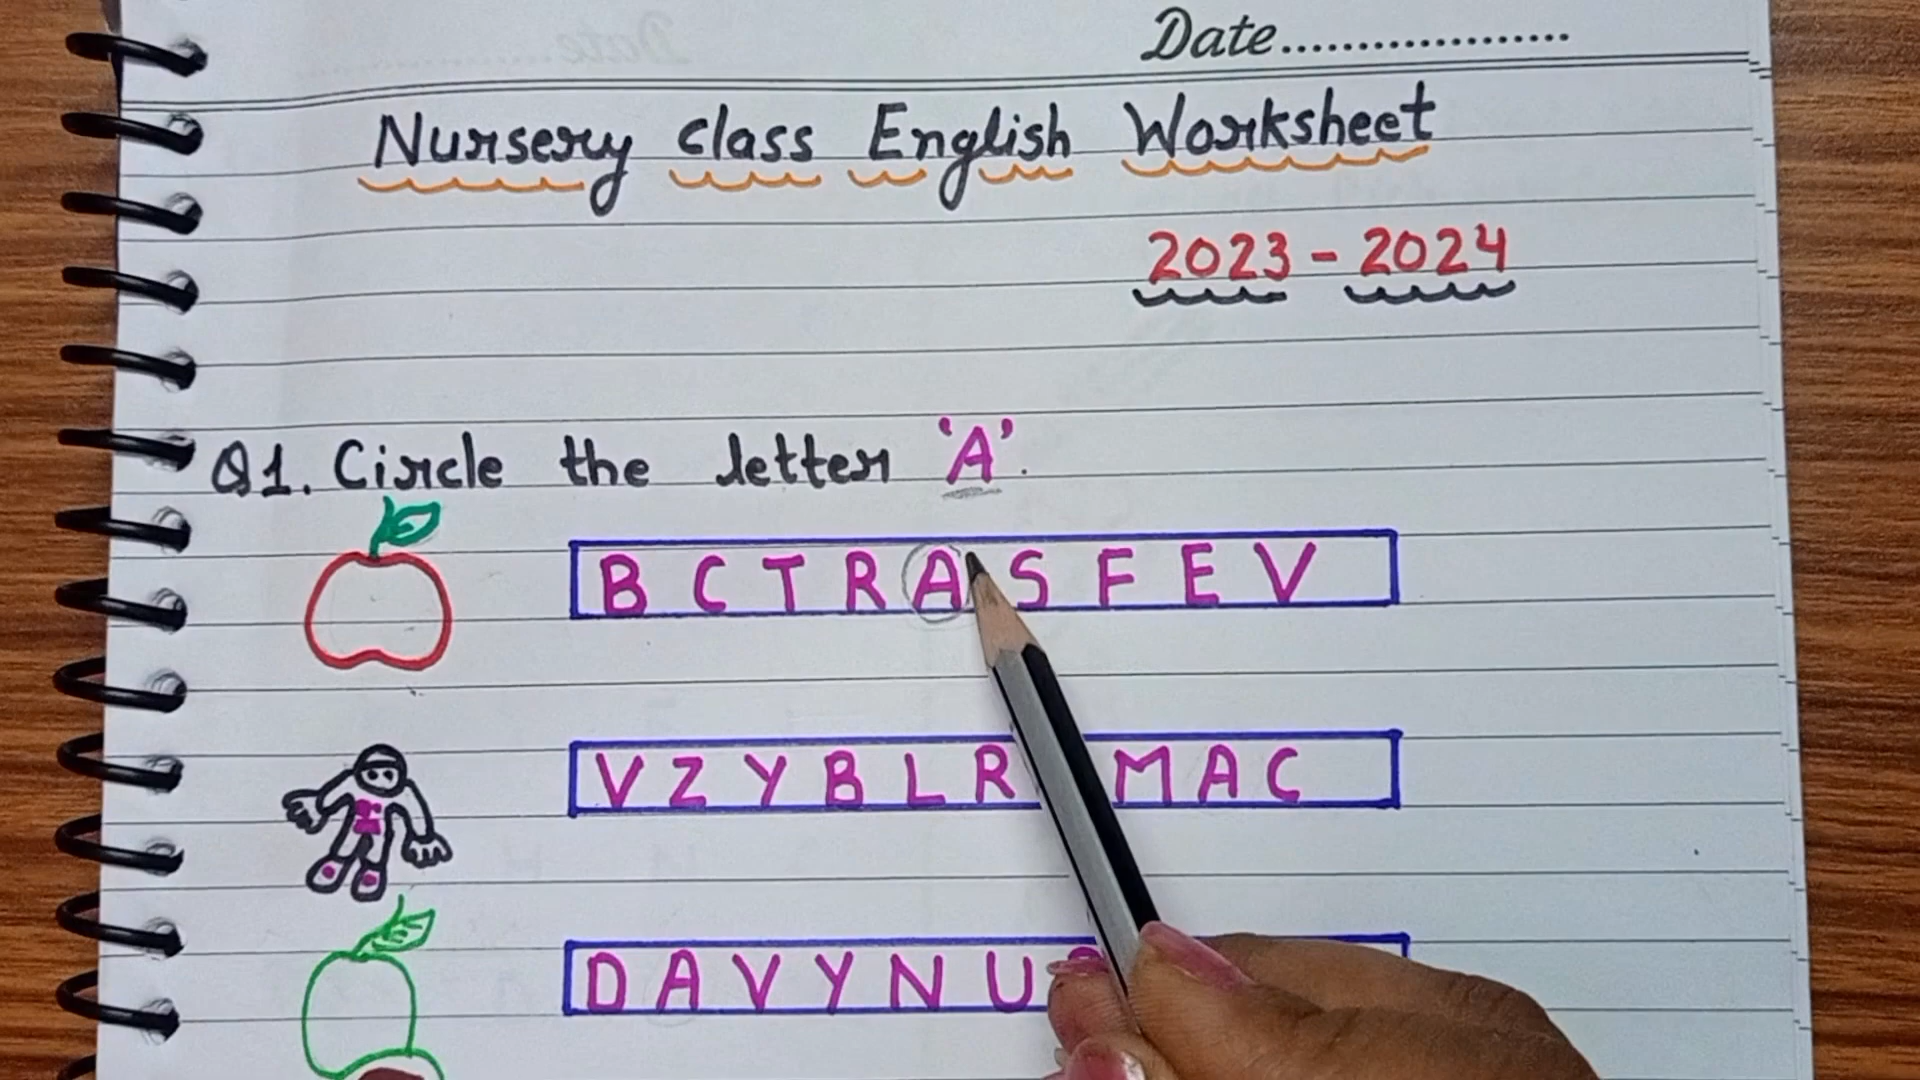 Date....................
Nursery class English Worksheet
2023 - 2024
Q1. Circle the letter 'A'.
B C T R A S F E V
V Z Y B L R M A C
D A V Y N U